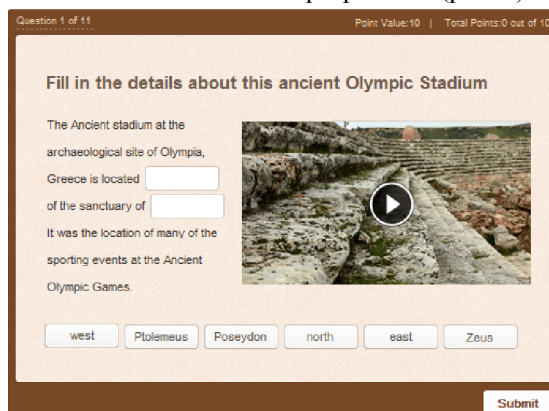 Question 1 of 11
Point Value:10 | Total Points:0 out of 10
Fill in the details about this ancient Olympic Stadium
The Ancient stadium at the
archaeological site of Olympia,
Greece is located
of the sanctuary of
It was the location of many of the
sporting events at the Ancient
Olympic Games.
west Ptolemeus Poseydon north east Zeus
Submit